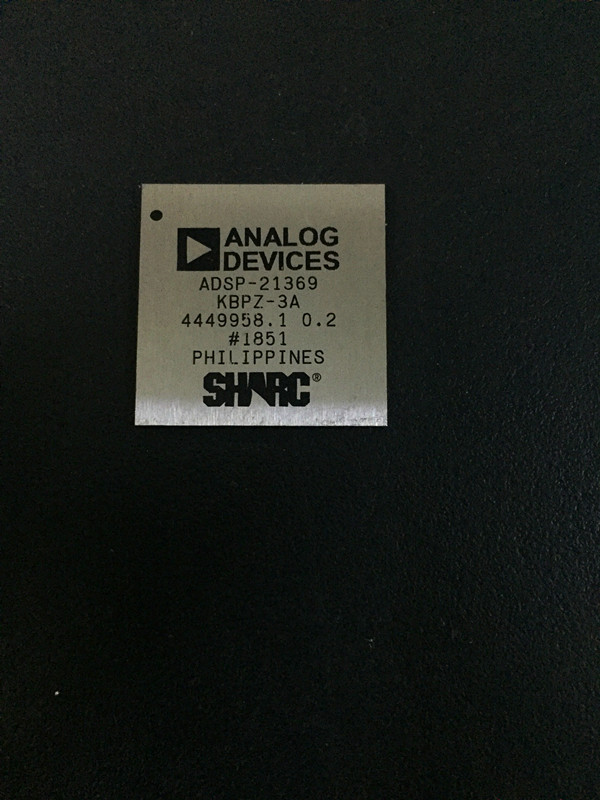 ANALOG
DEVICES
ADSP-21369
KBPZ-3A
4449958.1 0.2
#1851
PHILIPPINES
SHARC®